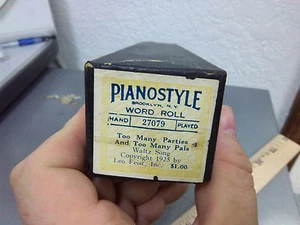 PIANOSTYLE
BROOKLYN, N.Y.
WORD ROLL
HAND 27079 PLAYED
Too Many Parties
And Too Many Pals
Waltz Song
Copyright 1925 by
Leo Feist, Inc. $1.00